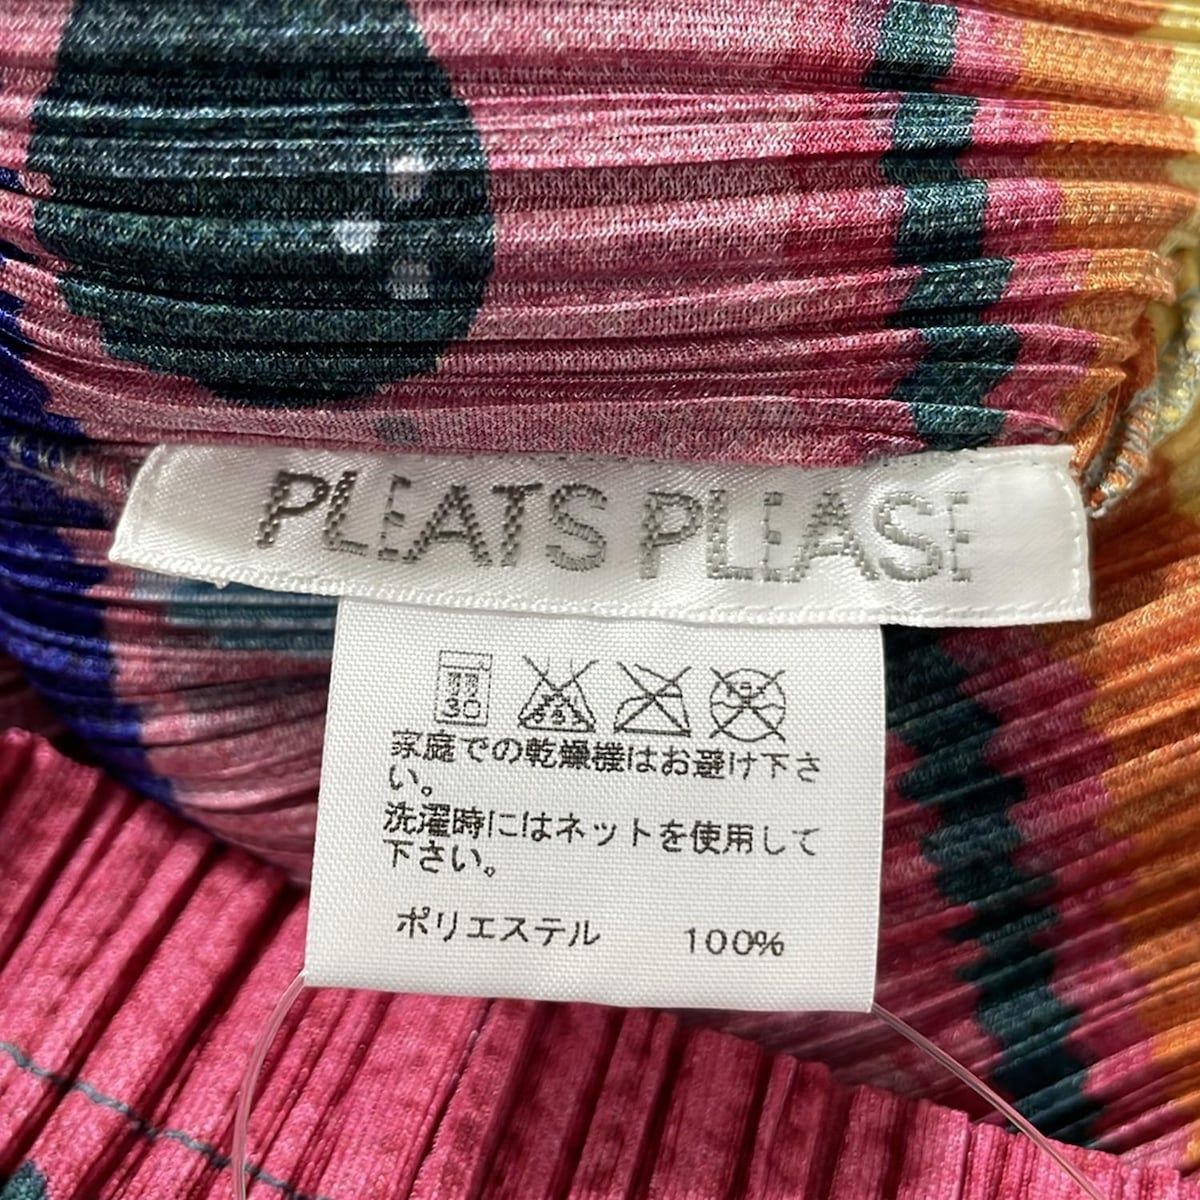 PLEATS PLEASE
30
家庭での乾燥機はお避け下さ
い。
洗濯時にはネットを使用して
下さい。
ポリエステル 100%